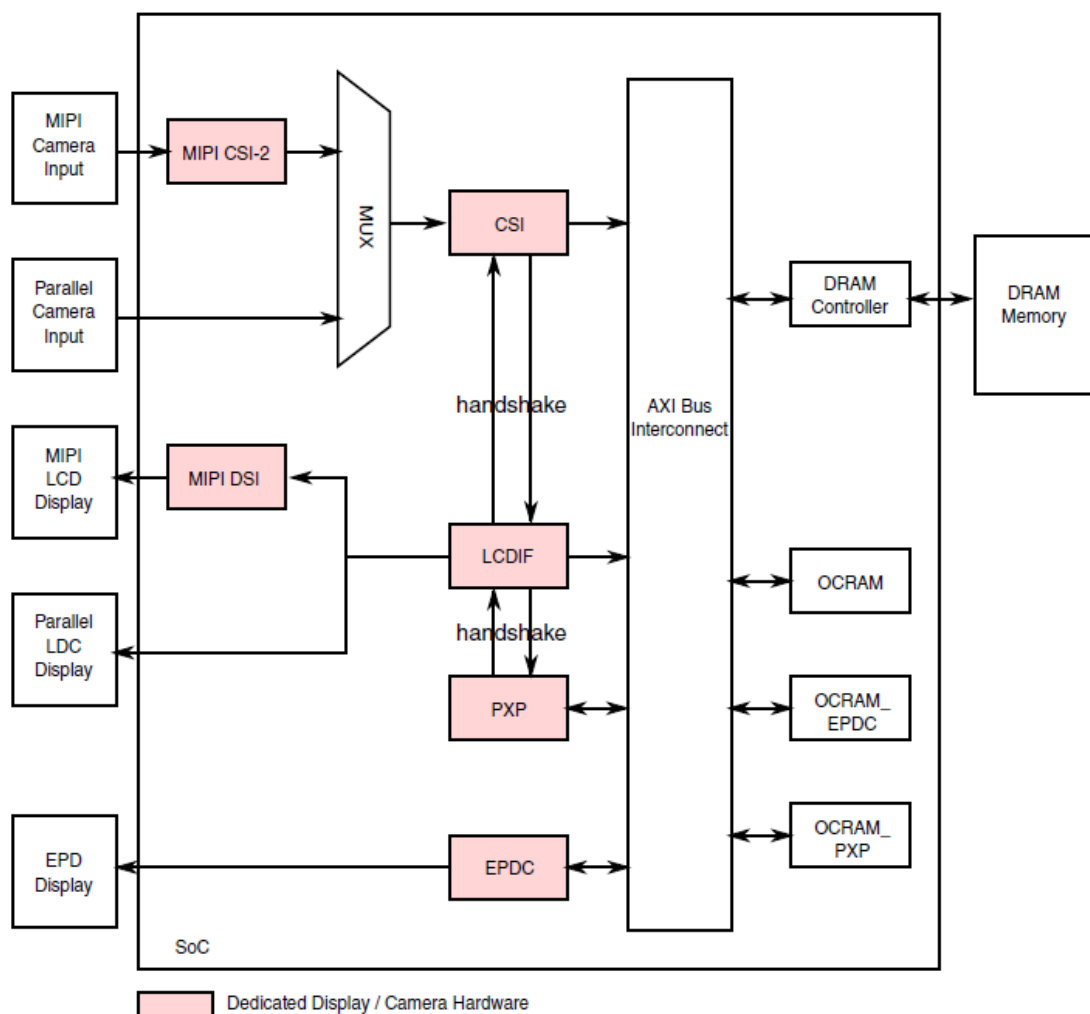 MIPI
Camera
Input
MIPI CSI-2
MUX
CSI
Parallel
Camera
Input
DRAM
Controller
DRAM
Memory
handshake
AXI Bus
Interconnect
MIPI
LCD
Display
MIPI DSI
LCDIF
OCRAM
Parallel
LDC
Display
handshake
PXP
OCRAM_
EPDC
EPD
Display
EPDC
OCRAM_
PXP
SoC
Dedicated Display / Camera Hardware